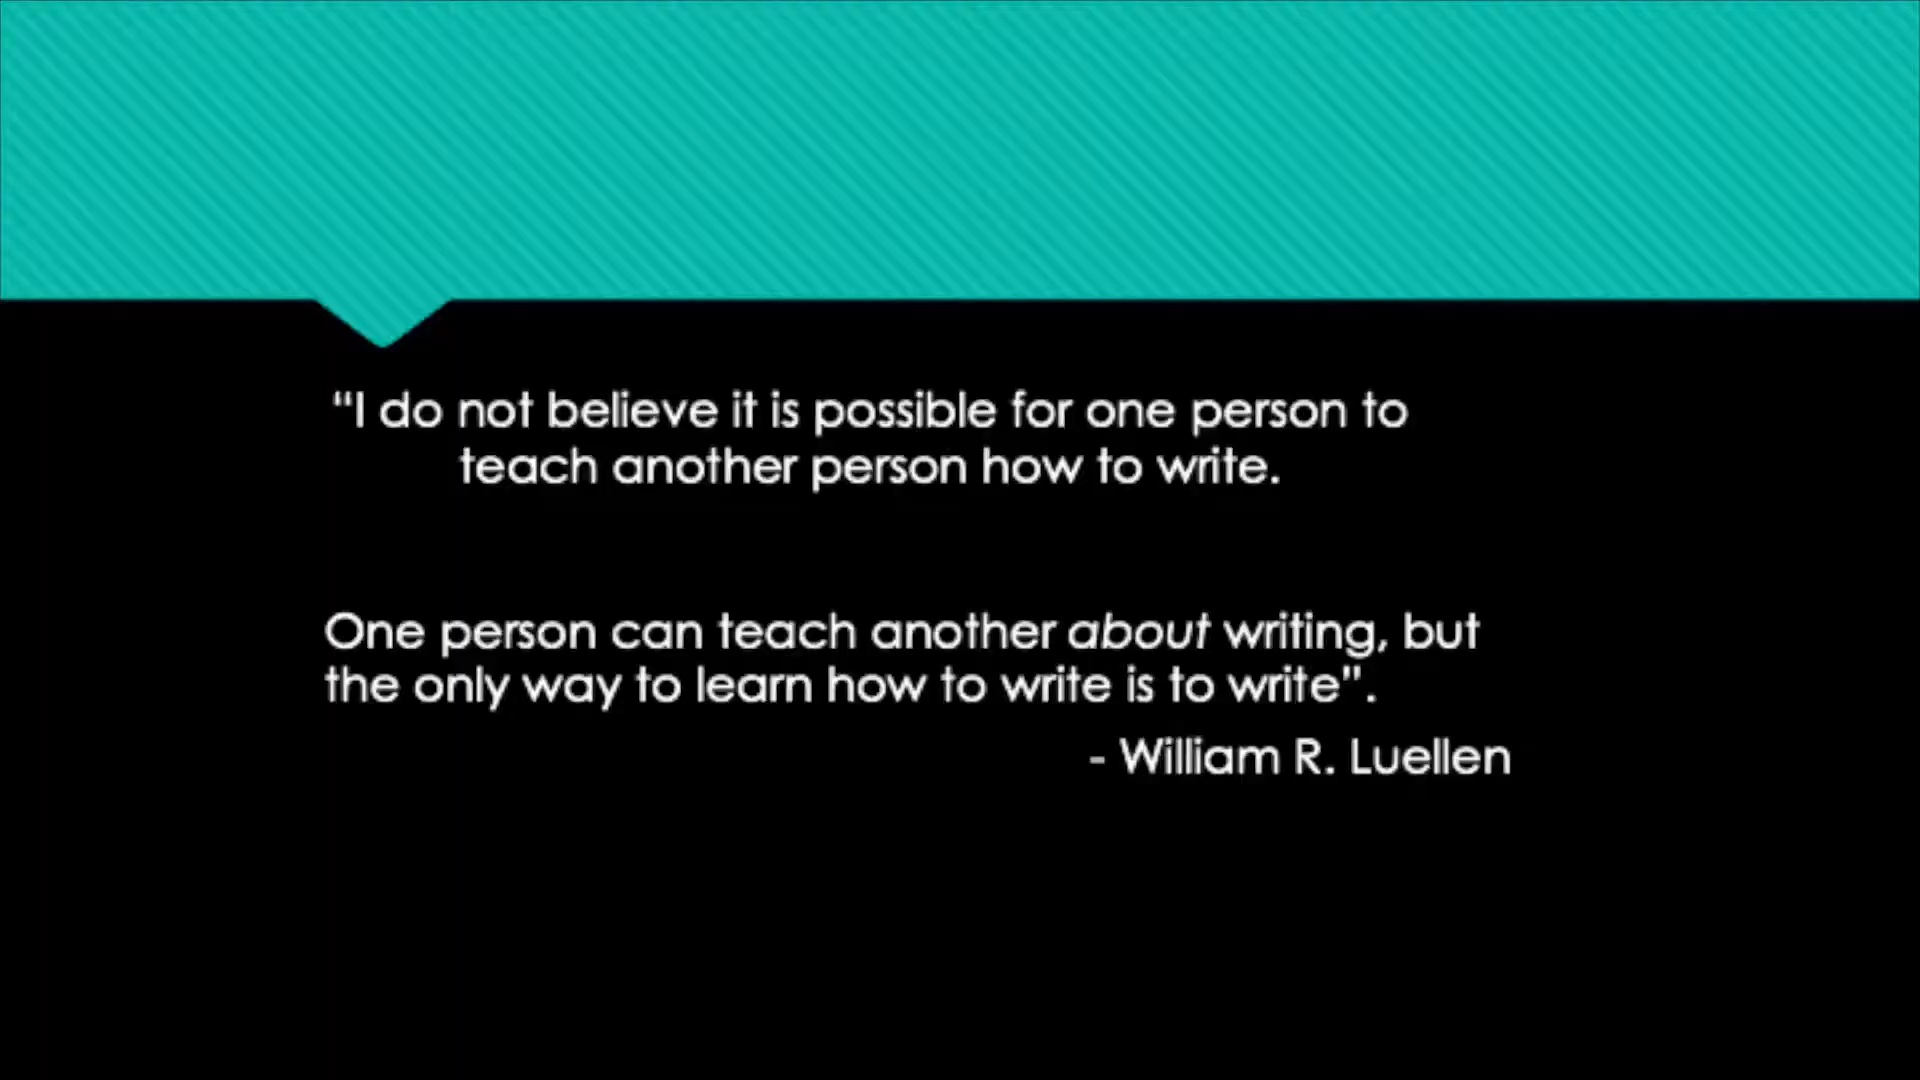 “I do not believe it is possible for one person to
teach another person how to write.
One person can teach another about writing, but
the only way to learn how to write is to write”.
- William R. Luellen